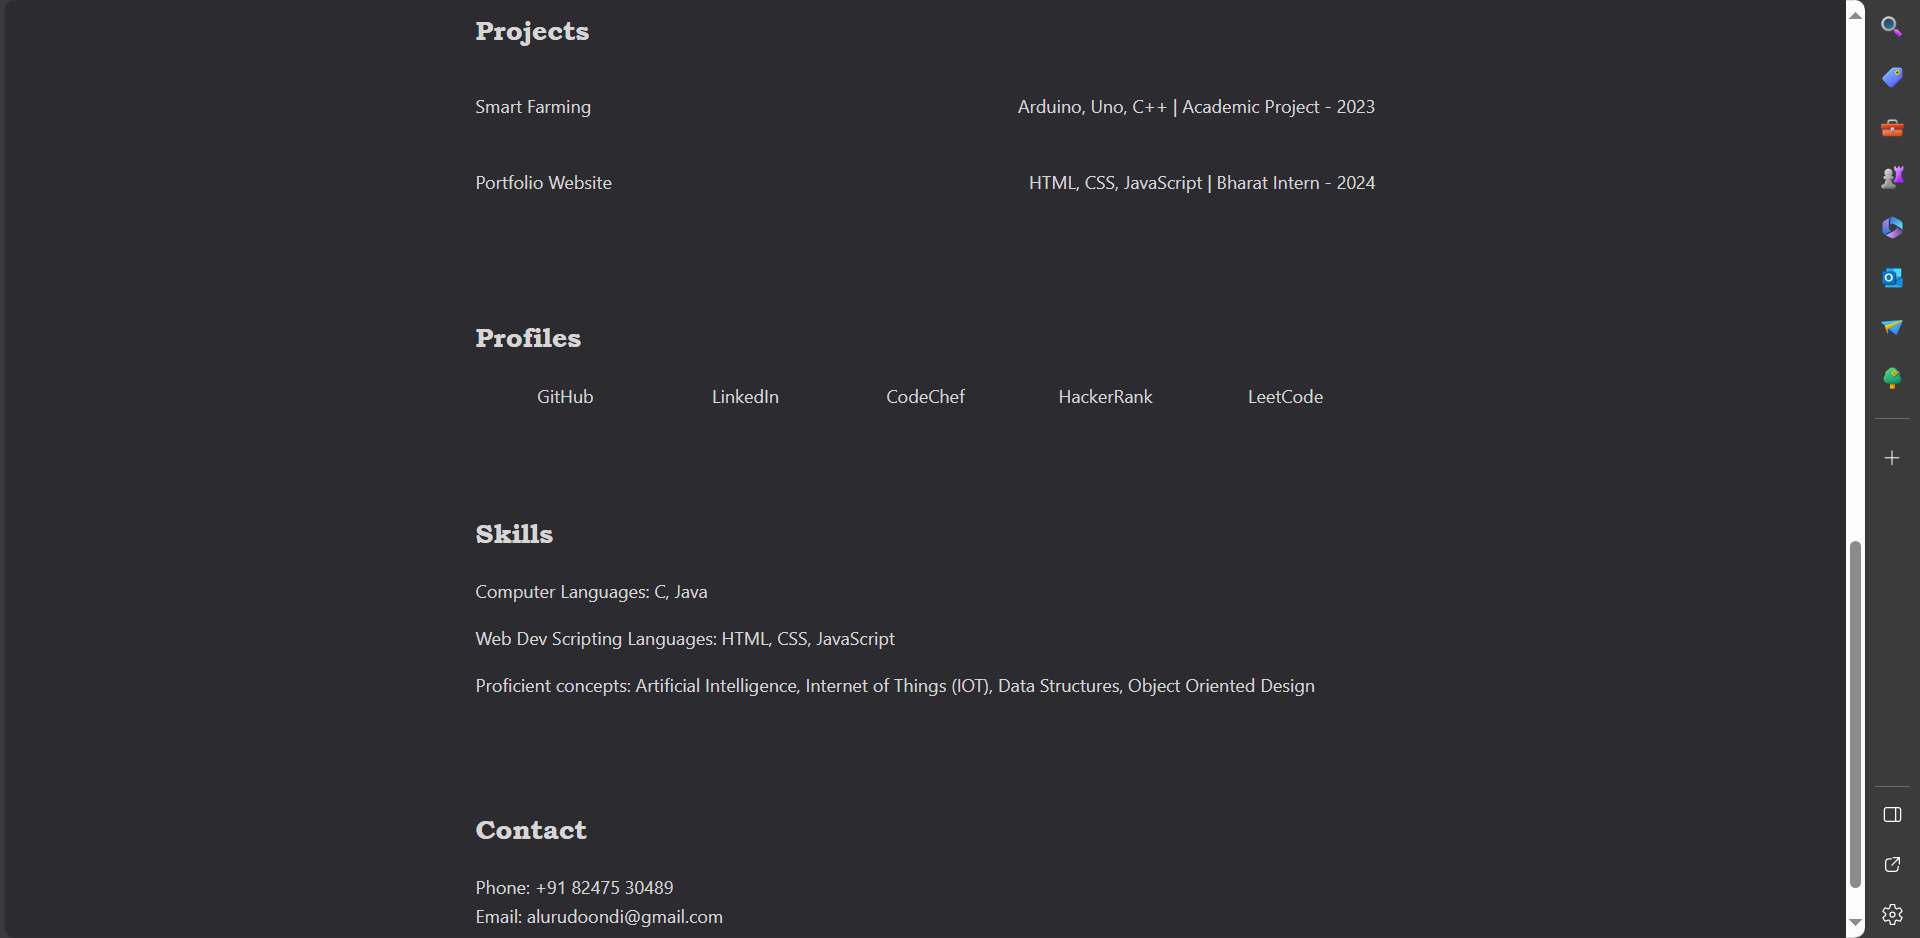 Projects
Smart Farming Arduino, Uno, C++ | Academic Project - 2023
Portfolio Website HTML, CSS, JavaScript | Bharat Intern - 2024
Profiles
GitHub LinkedIn CodeChef HackerRank LeetCode
Skills
Computer Languages: C, Java
Web Dev Scripting Languages: HTML, CSS, JavaScript
Proficient concepts: Artificial Intelligence, Internet of Things (IOT), Data Structures, Object Oriented Design
Contact
Phone: +91 82475 30489
Email: alurudoondi@gmail.com